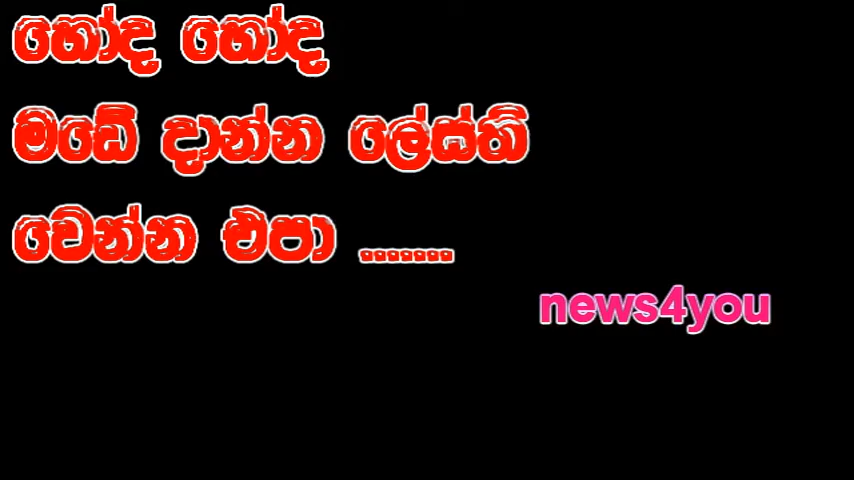 හෝද හෝද
මඩේ දාන්න ලේස්ති
වෙන්න එපා .......
news4you